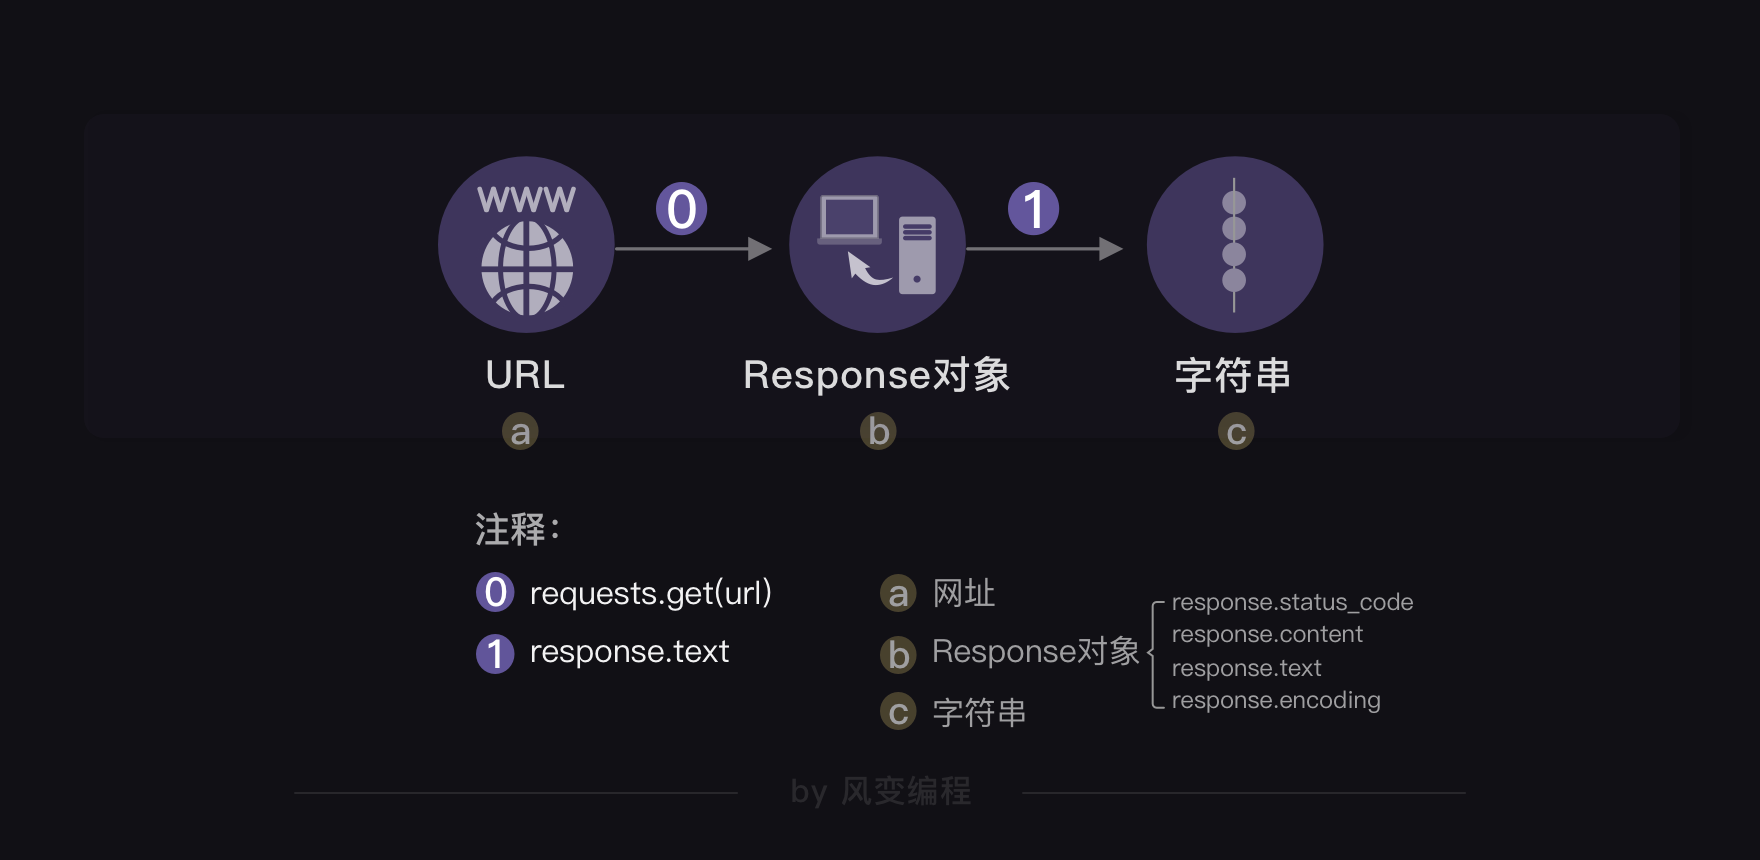 WWW
0
1
URL
Response对象
字符串
a
b
c
注释：
0 requests.get(url)
1 response.text
a 网址
b Response对象
response.status_code
response.content
response.text
response.encoding
c 字符串
by 风变编程